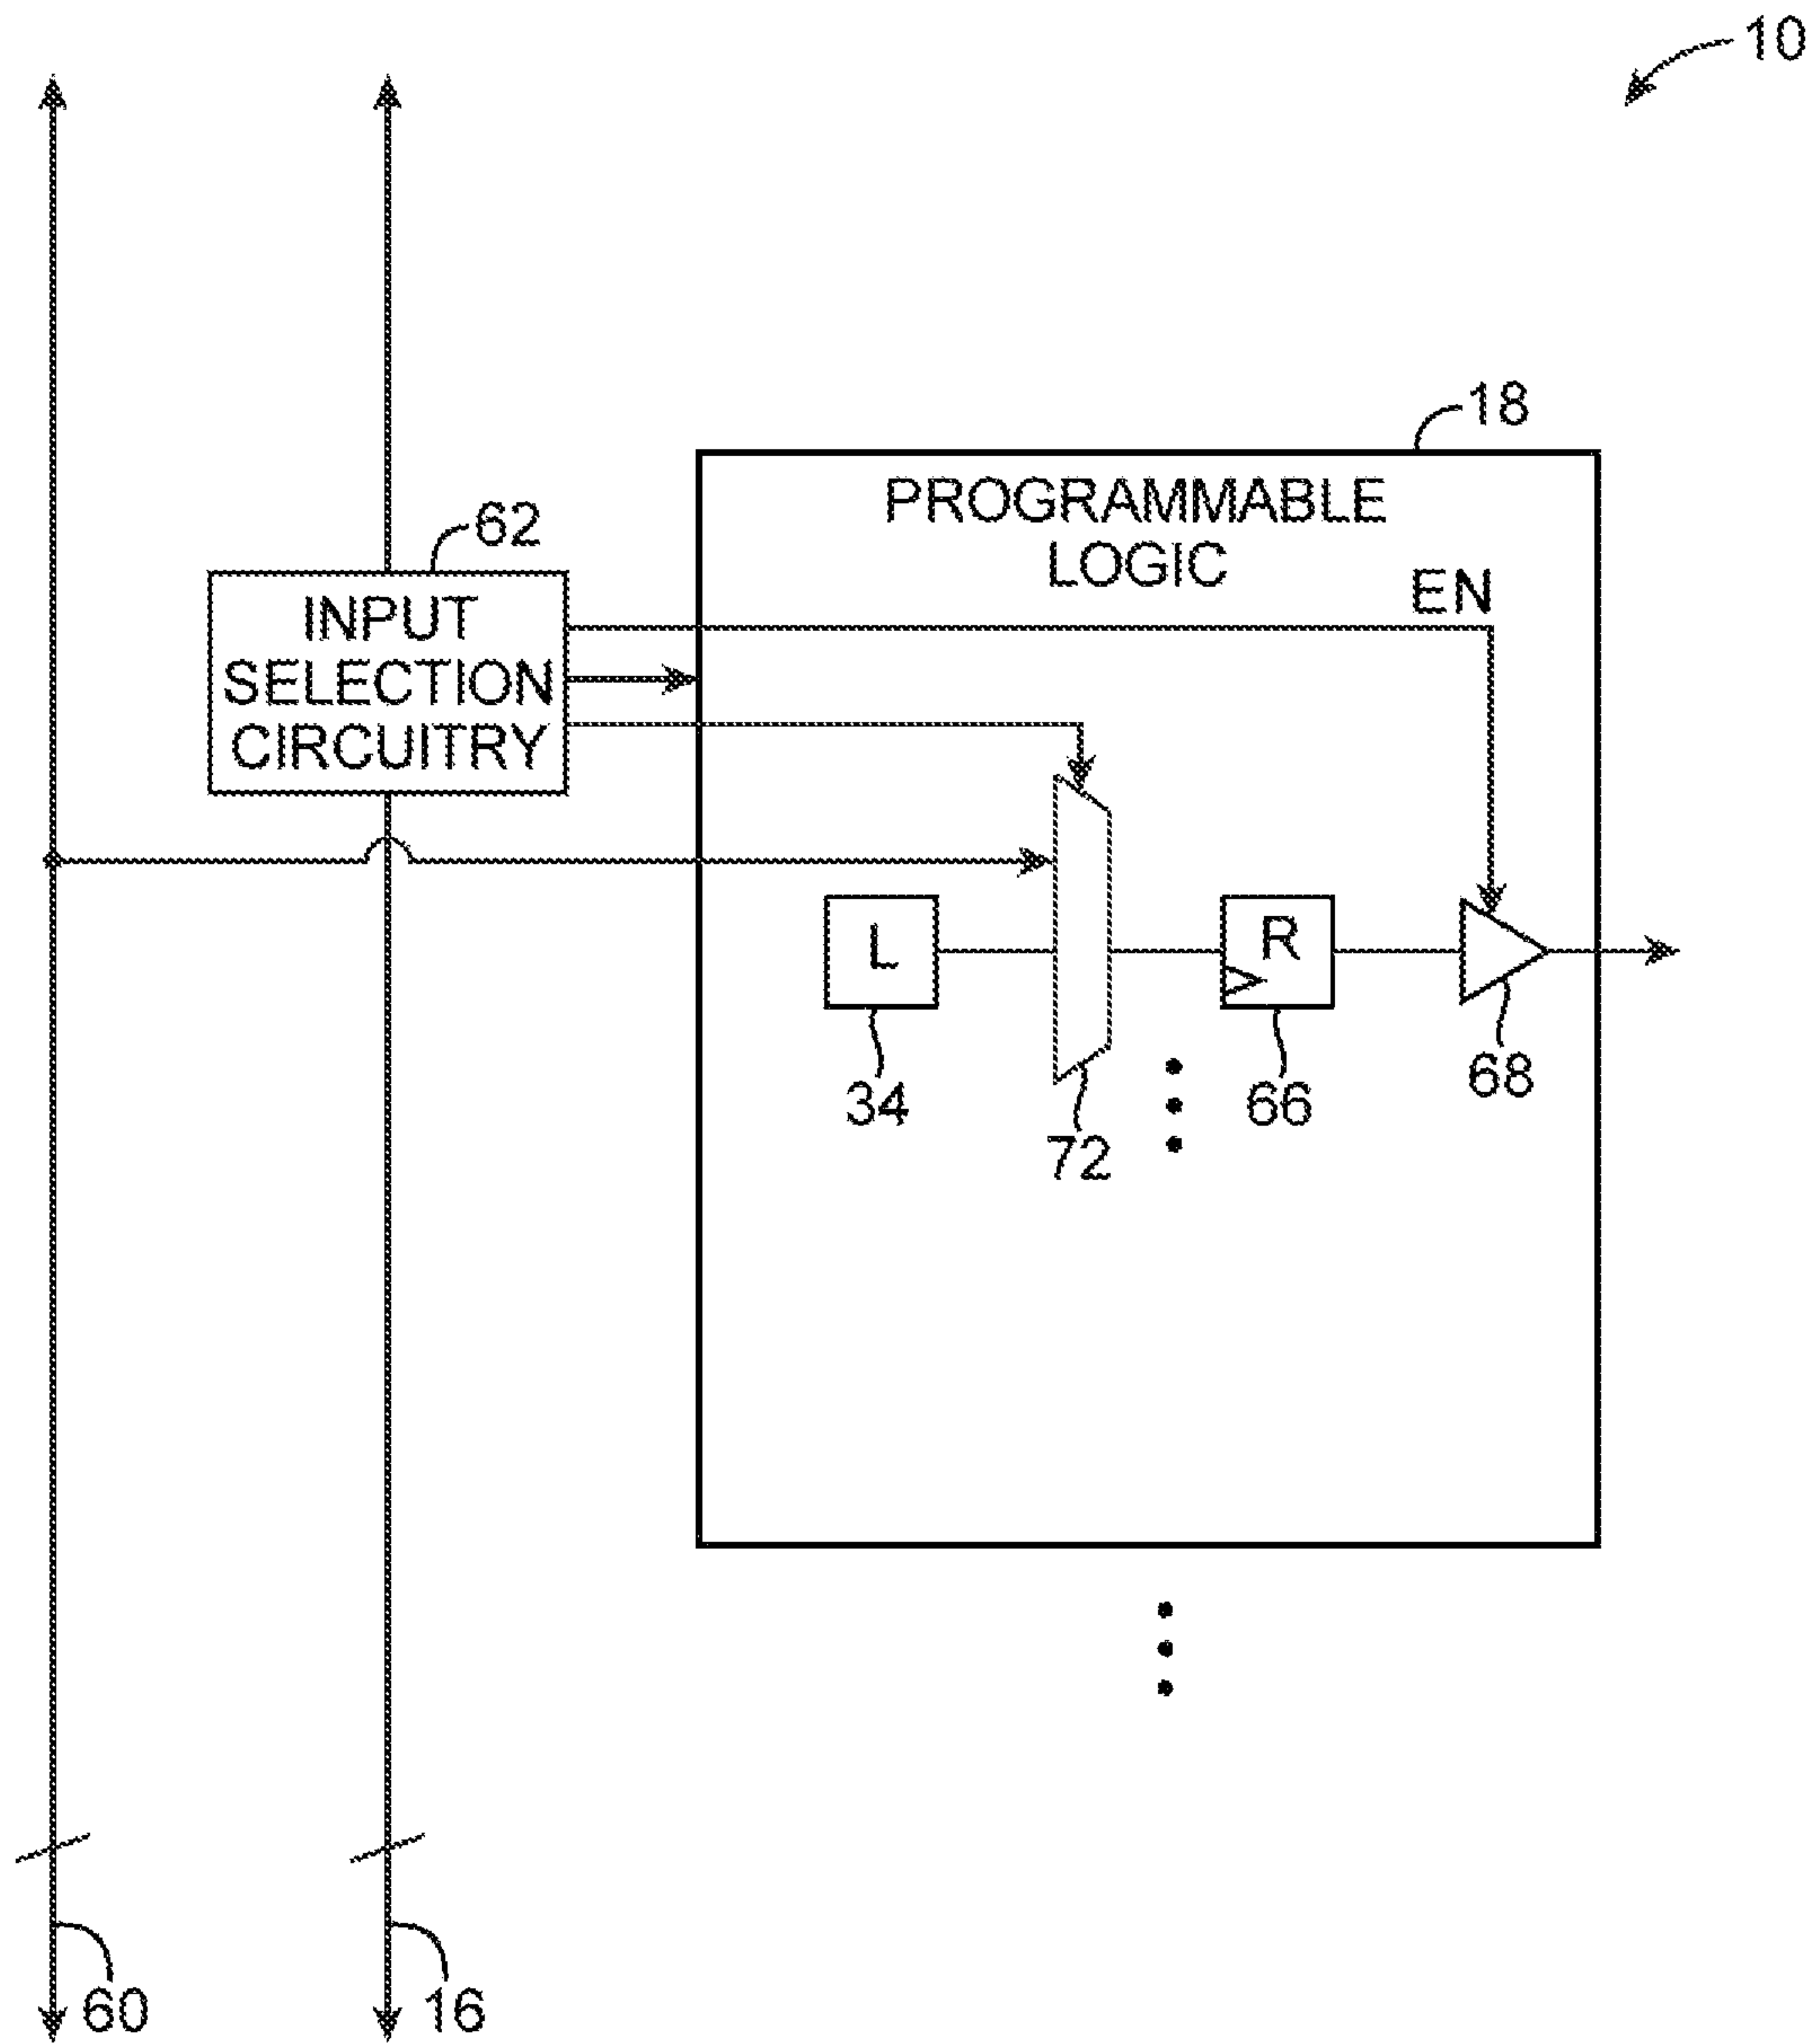 10
18
PROGRAMMABLE
LOGIC
62
EN
INPUT
SELECTION
CIRCUITRY
L
R
34
72
66
68
60
16